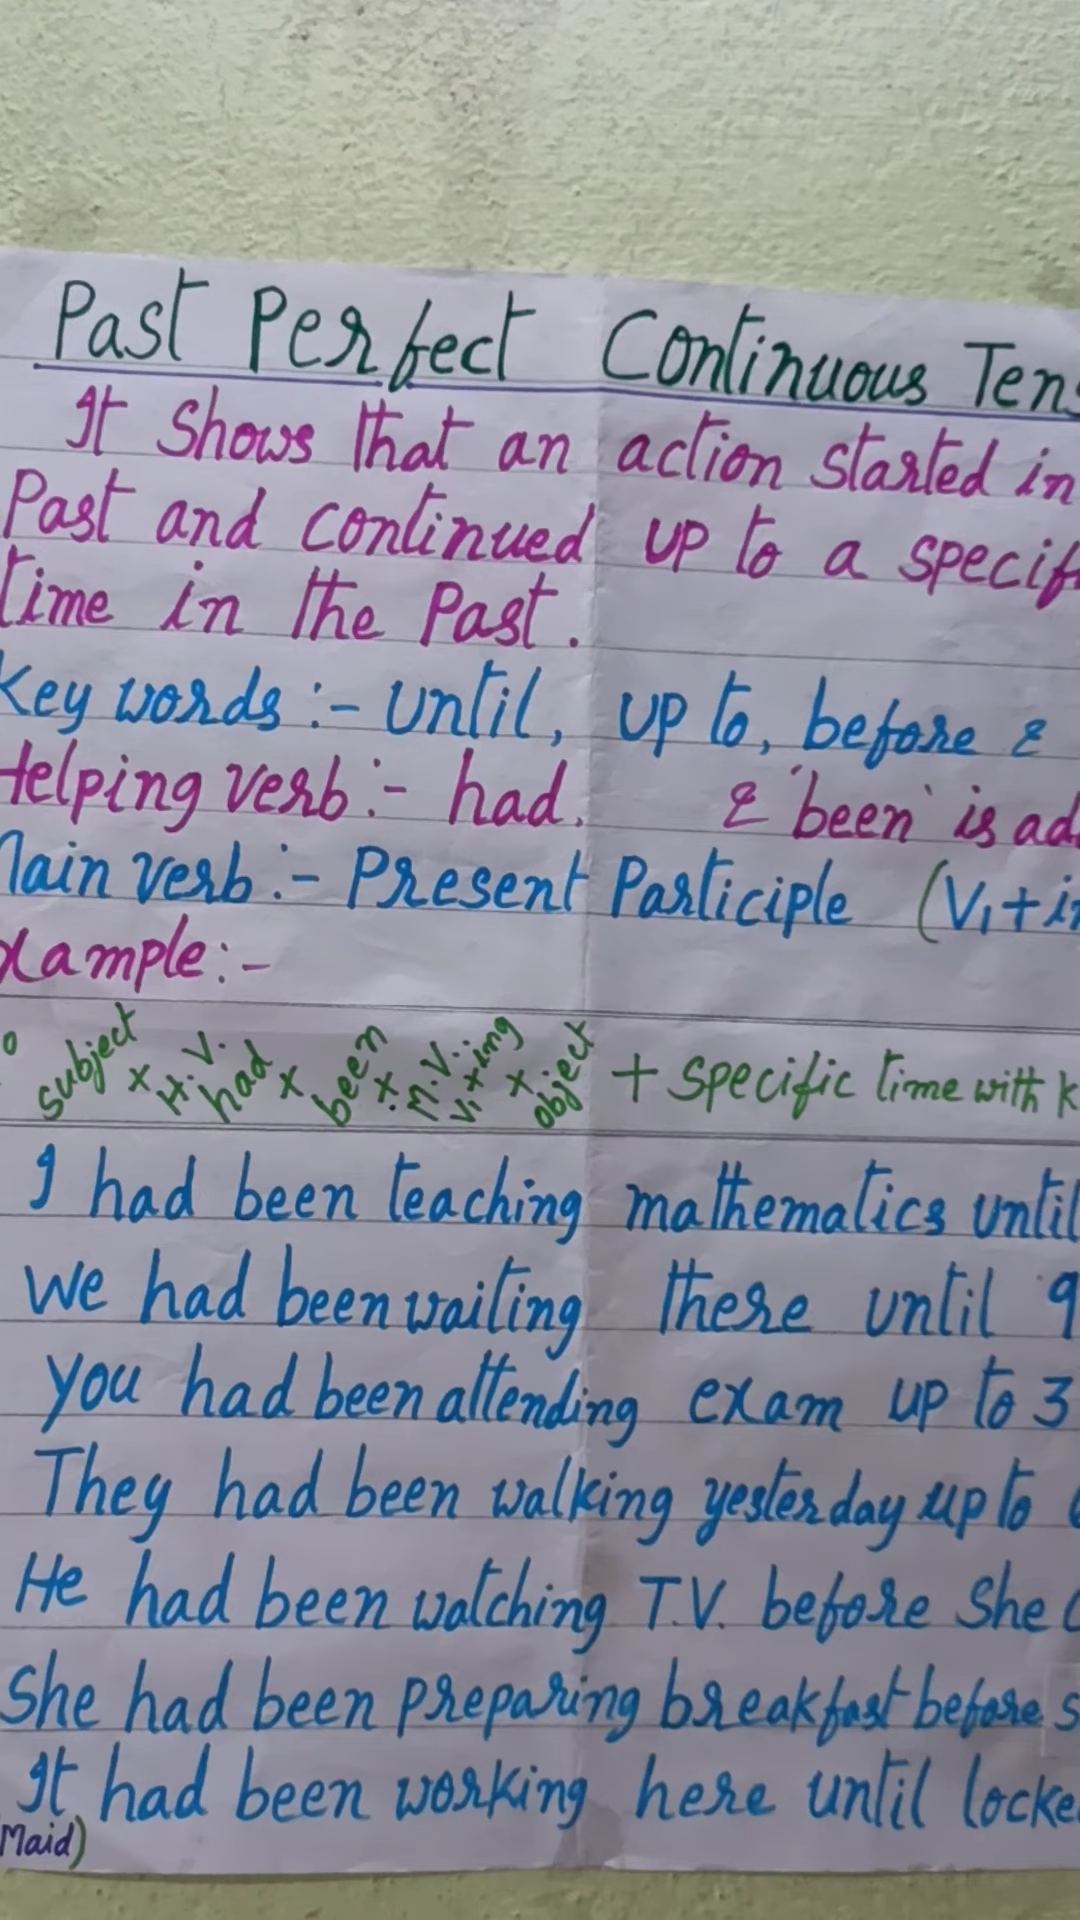 Past Perfect Continuous Tens
It shows that an action started in
Past and continued up to a specif
time in the Past.
Key words :- until, up to, before &
Helping verb :- had. & 'been' is ad
Main verb :- Present Participle (V₁+in
xample :-
subject × H.V. had × been × m.V. V₁+ing × object + specific time with k
I had been teaching mathematics until
We had been waiting there until 9
you had been attending exam up to 3
They had been walking yesterday up to 6
He had been watching T.V. before she
She had been preparing breakfast before s
It had been working here until locke
Maid)